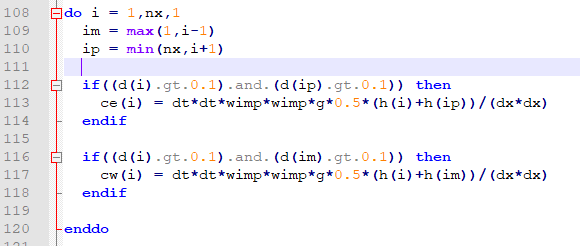 108 do i = 1,nx,1
109 im = max(1,i-1)
110 ip = min(nx,i+1)
111
112 if((d(i).gt.0.1).and.(d(ip).gt.0.1)) then
113 ce(i) = dt*dt*wimp*wimp*g*0.5*(h(i)+h(ip))/(dx*dx)
114 endif
115
116 if((d(i).gt.0.1).and.(d(im).gt.0.1)) then
117 cw(i) = dt*dt*wimp*wimp*g*0.5*(h(i)+h(im))/(dx*dx)
118 endif
119
120 enddo